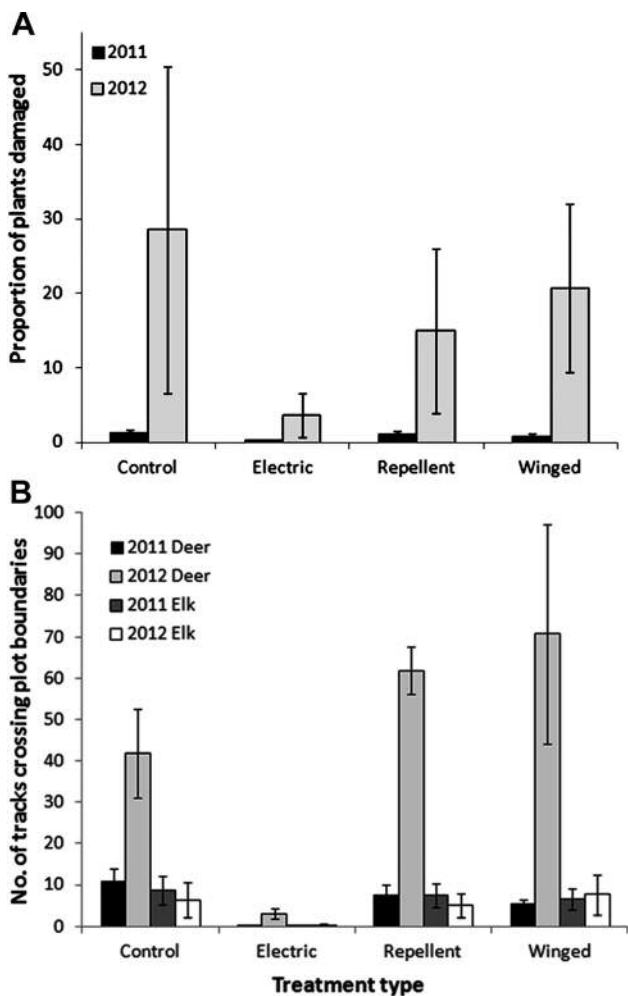 A
2011
2012
Proportion of plants damaged
50
40
30
20
10
0
Control Electric Repellent Winged
B
2011 Deer
2012 Deer
2011 Elk
2012 Elk
No. of tracks crossing plot boundaries
100
90
80
70
60
50
40
30
20
10
0
Control Electric Repellent Winged
Treatment type